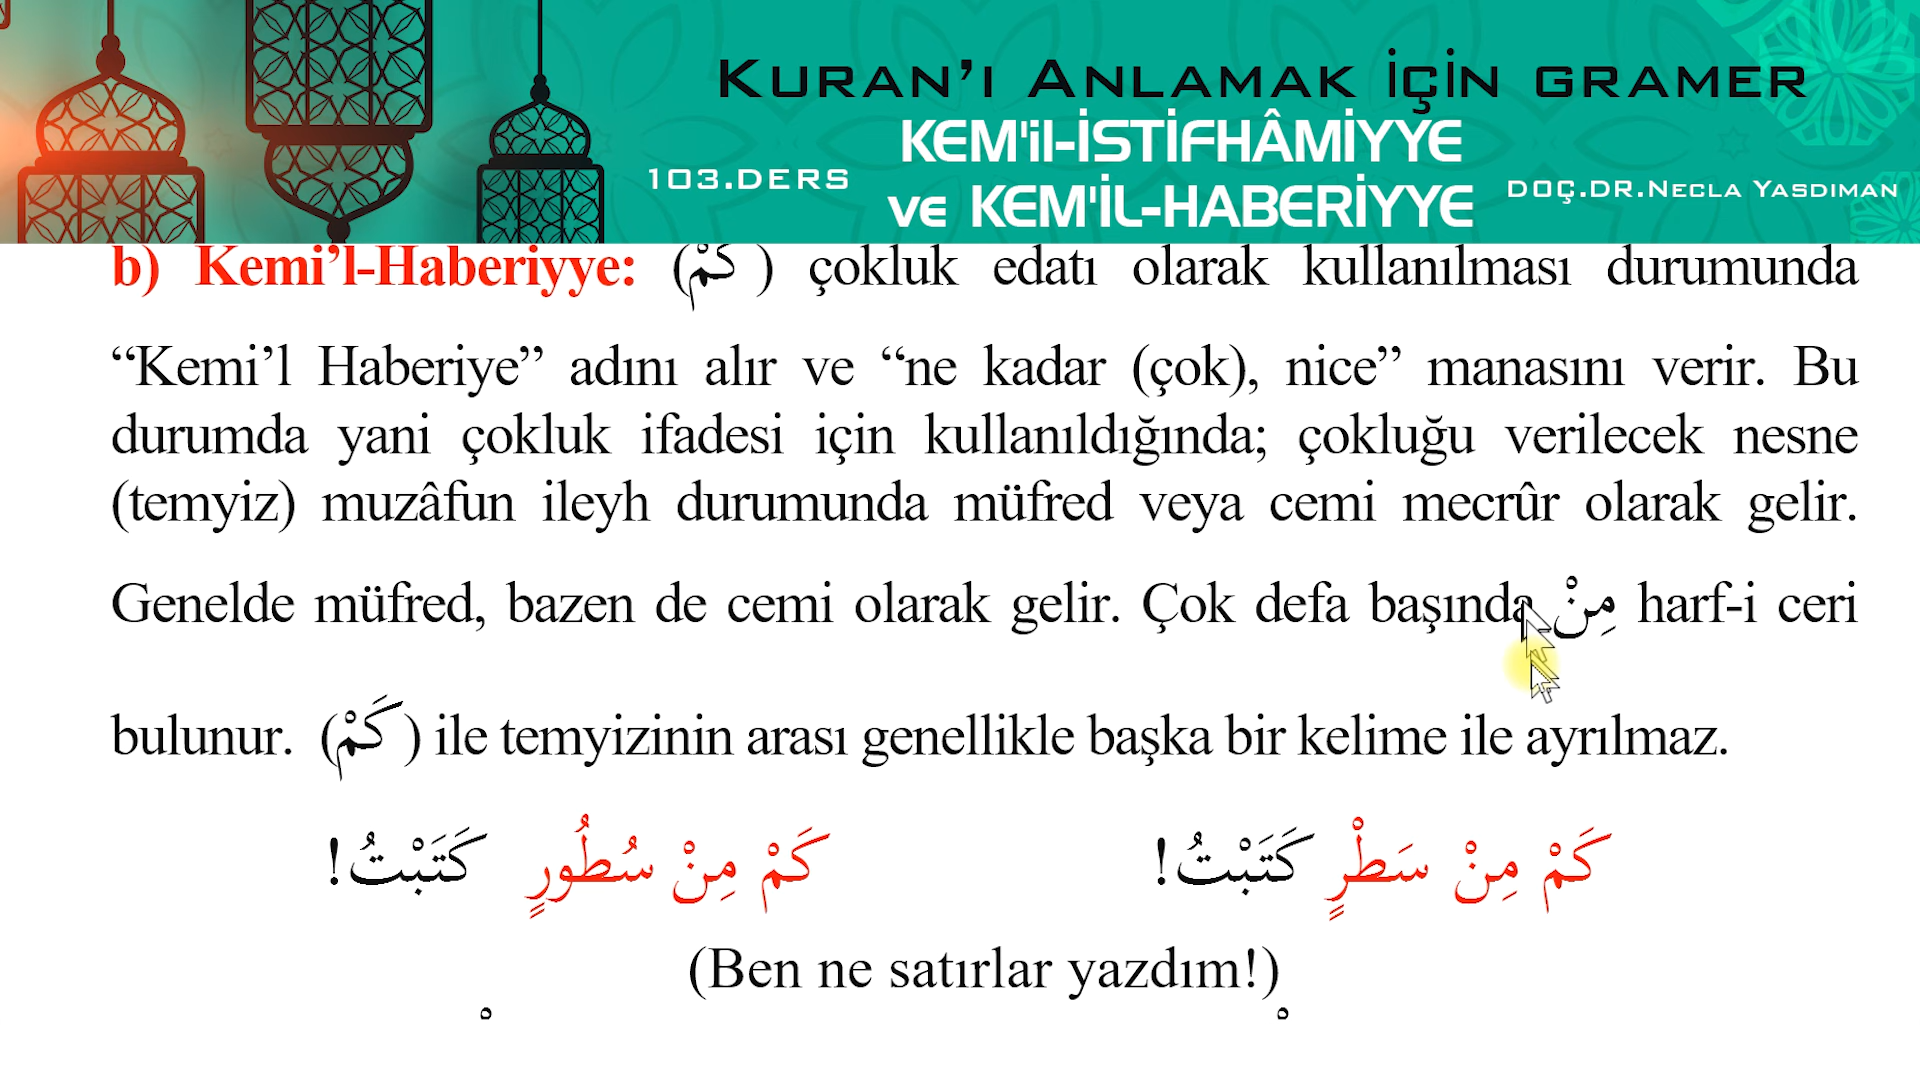 KURAN’I ANLAMAK İÇİN GRAMER
KEM'il-İSTİFHÂMİYYE
103.DERS
ve KEM'İL-HABERİYYE
DOÇ.DR.NECLA YASDIMAN
b) Kemi’l-Haberiyye: (كَمْ) çokluk edatı olarak kullanılması durumunda
“Kemi’l Haberiye” adını alır ve “ne kadar (çok), nice” manasını verir. Bu
durumda yani çokluk ifadesi için kullanıldığında; çokluğu verilecek nesne
(temyiz) muzâfun ileyh durumunda müfred veya cemi mecrûr olarak gelir.
Genelde müfred, bazen de cemi olarak gelir. Çok defa başında مِنْ harf-i ceri
bulunur. (كَمْ) ile temyizinin arası genellikle başka bir kelime ile ayrılmaz.
كَمْ مِنْ سَطْرٍ كَتَبْتُ!
كَمْ مِنْ سُطُورٍ كَتَبْتُ!
(Ben ne satırlar yazdım!)